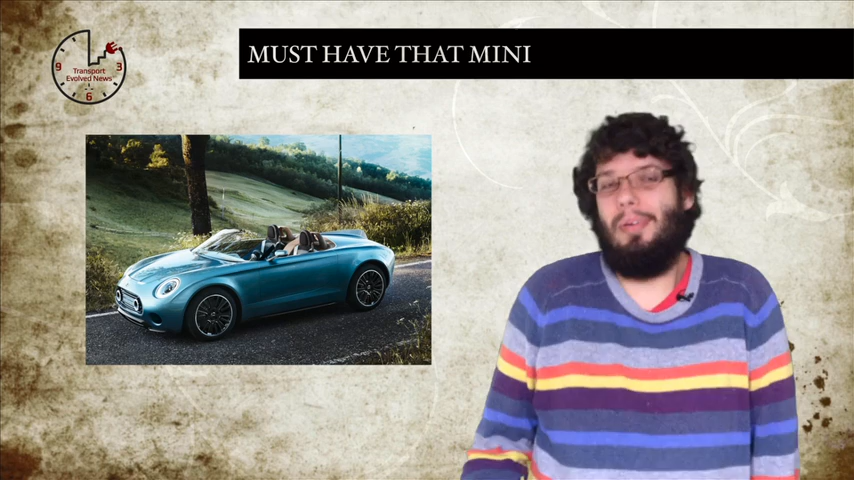 MUST HAVE THAT MINI
Transport
Evolved News
9
3
6